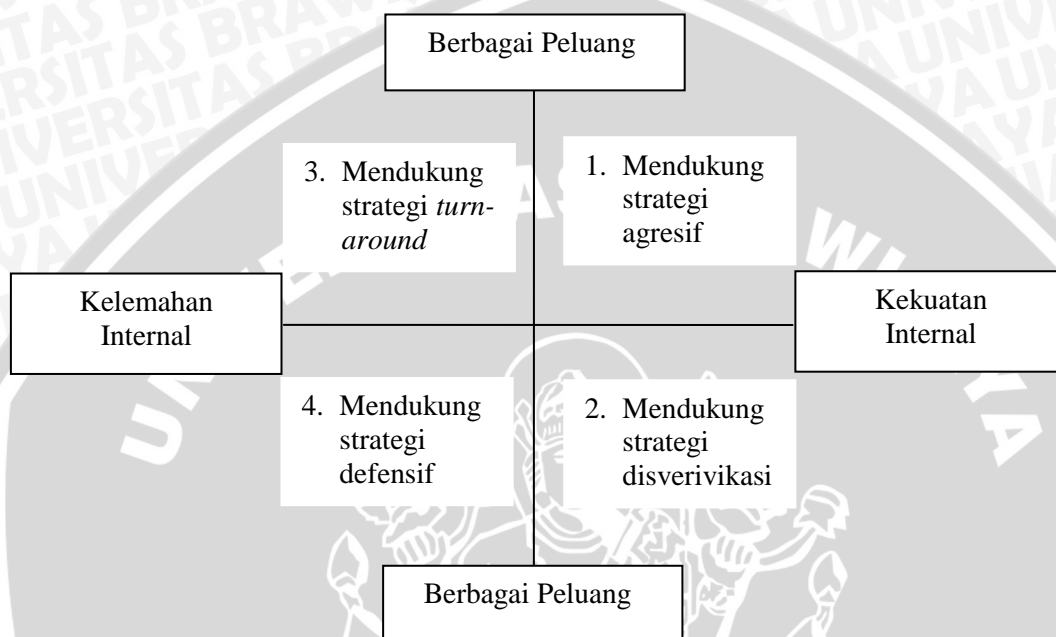 Berbagai Peluang
3. Mendukung
strategi turn-
around
1. Mendukung
strategi
agresif
Kelemahan
Internal
Kekuatan
Internal
4. Mendukung
strategi
defensif
2. Mendukung
strategi
disverivikasi
Berbagai Peluang